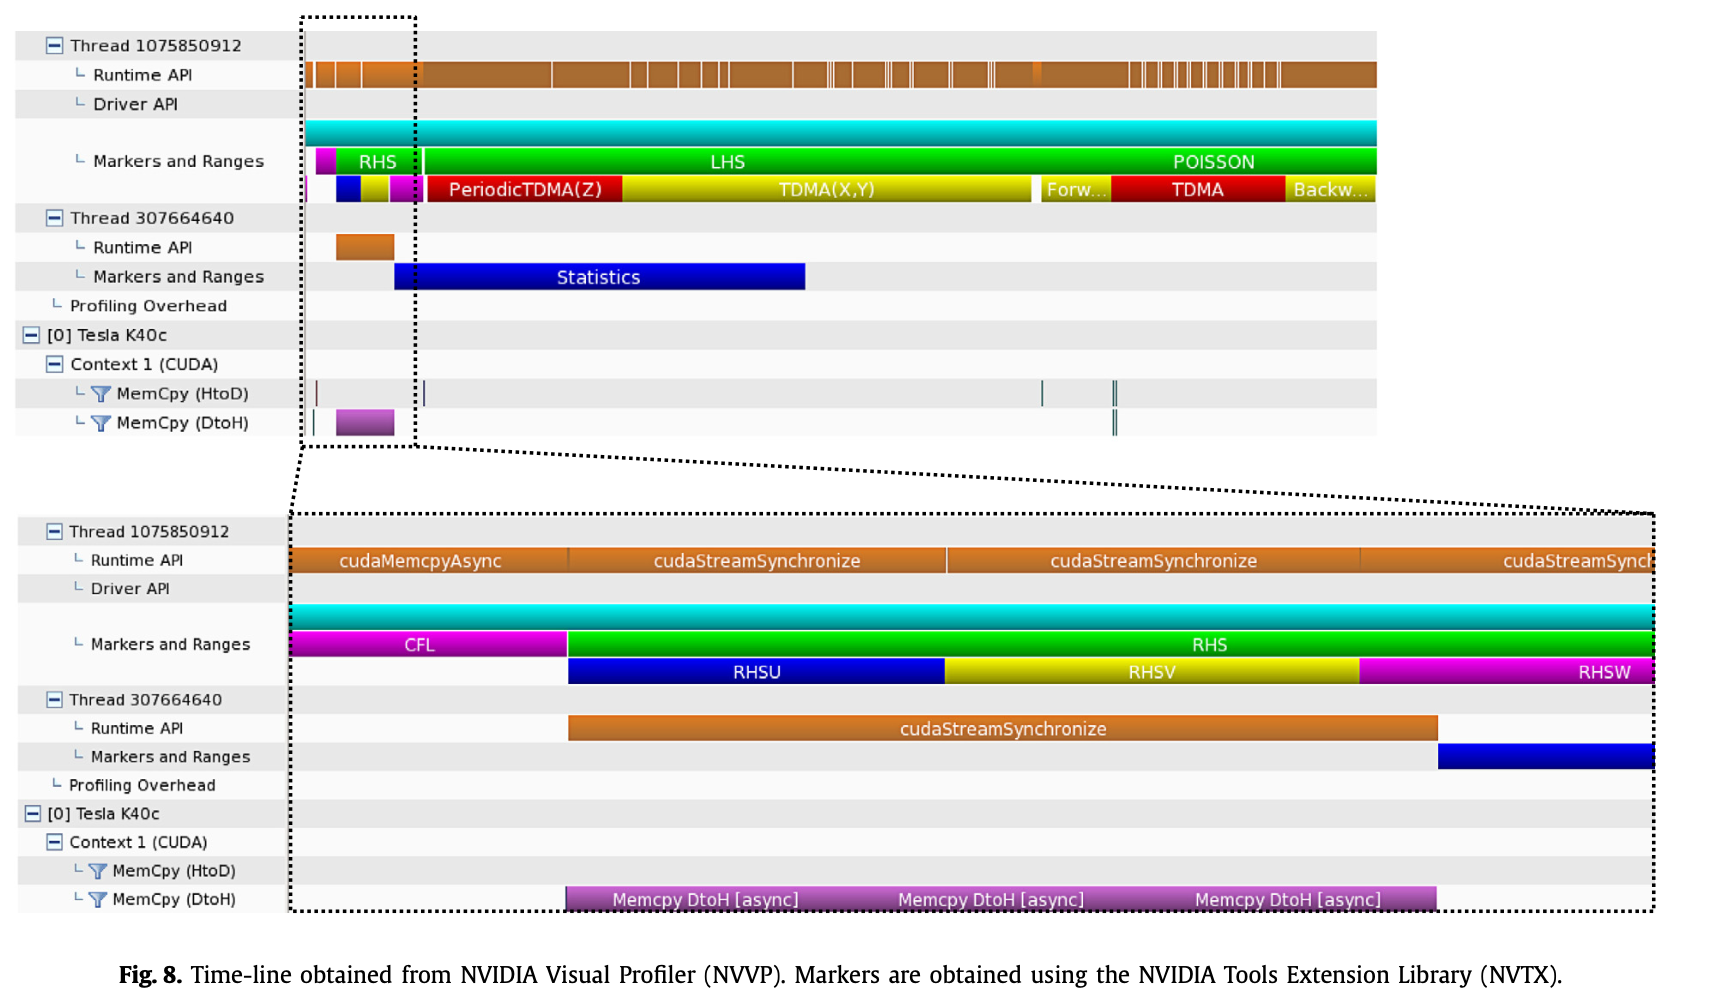 Thread 1075850912
Runtime API
Driver API
Markers and Ranges
RHS LHS POISSON
PeriodicTDMA(Z) TDMA(X,Y) Forw... TDMA Backw...
Thread 307664640
Runtime API
Markers and Ranges Statistics
Profiling Overhead
[0] Tesla K40c
Context 1 (CUDA)
MemCpy (HtoD)
MemCpy (DtoH)
Thread 1075850912
Runtime API cudaMemcpyAsync cudaStreamSynchronize cudaStreamSynchronize cudaStreamSynch
Driver API
Markers and Ranges CFL RHS
RHSU RHSV RHSW
Thread 307664640
Runtime API cudaStreamSynchronize
Markers and Ranges
Profiling Overhead
[0] Tesla K40c
Context 1 (CUDA)
MemCpy (HtoD)
MemCpy (DtoH) Memcpy DtoH [async] Memcpy DtoH [async] Memcpy DtoH [async]
Fig. 8. Time-line obtained from NVIDIA Visual Profiler (NVVP). Markers are obtained using the NVIDIA Tools Extension Library (NVTX).